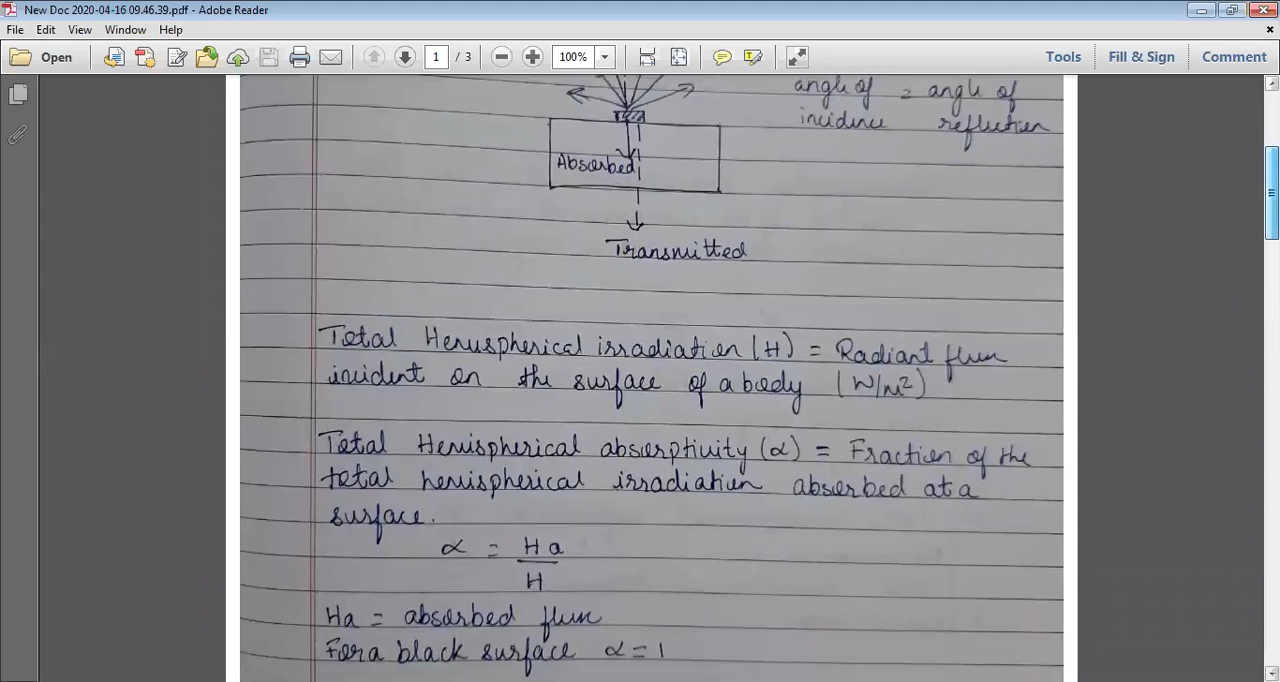 New Doc 2020-04-16 09.46.39.pdf - Adobe Reader
File Edit View Window Help
Open 1 / 3 100% Tools Fill & Sign Comment
angle of = angle of
incidence reflection
Absorbed
Transmitted
Total Hemispherical irradiation (H) = Radiant flux
incident on the surface of a body (W/m²)
Total Hemispherical absorptivity (α) = Fraction of the
total hemispherical irradiation absorbed at a
surface.
α = Ha
H
Ha = absorbed flux
For a black surface α = 1